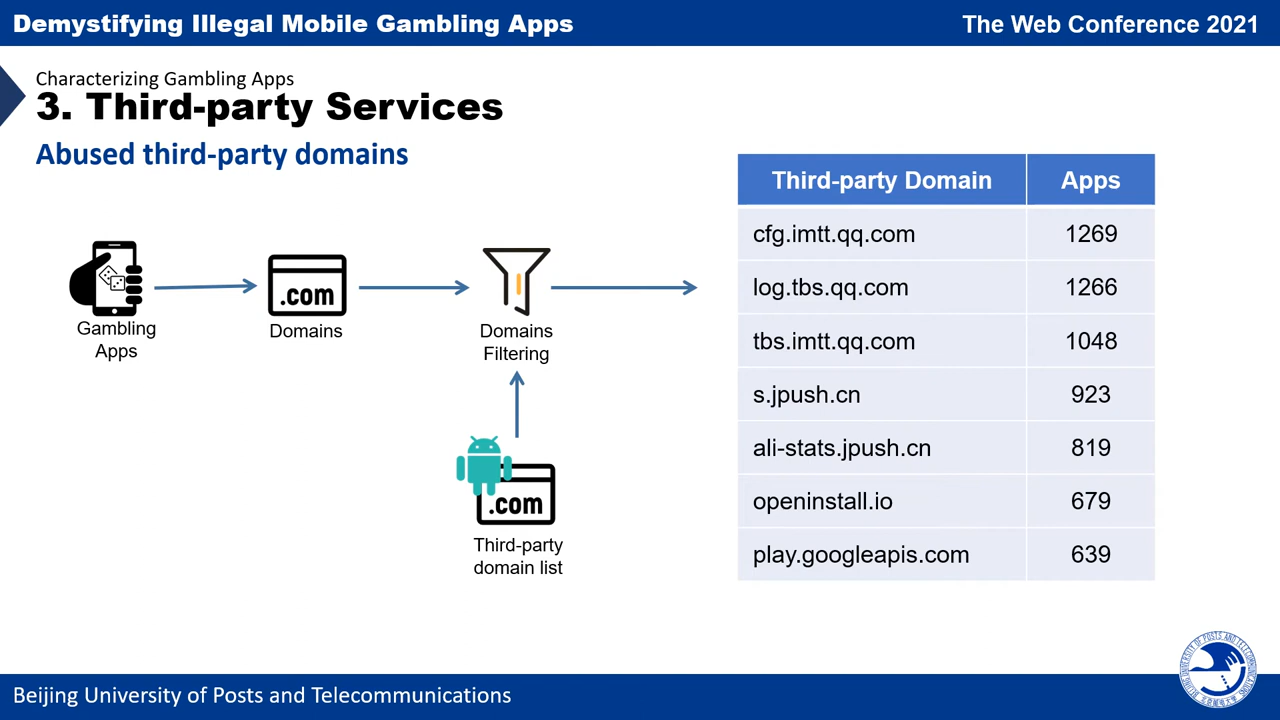 Demystifying Illegal Mobile Gambling Apps
The Web Conference 2021
Characterizing Gambling Apps
3. Third-party Services
Abused third-party domains
Gambling
Apps
.com
Domains
Domains
Filtering
.com
Third-party
domain list
Third-party Domain Apps
cfg.imtt.qq.com 1269
log.tbs.qq.com 1266
tbs.imtt.qq.com 1048
s.jpush.cn 923
ali-stats.jpush.cn 819
openinstall.io 679
play.googleapis.com 639
Beijing University of Posts and Telecommunications